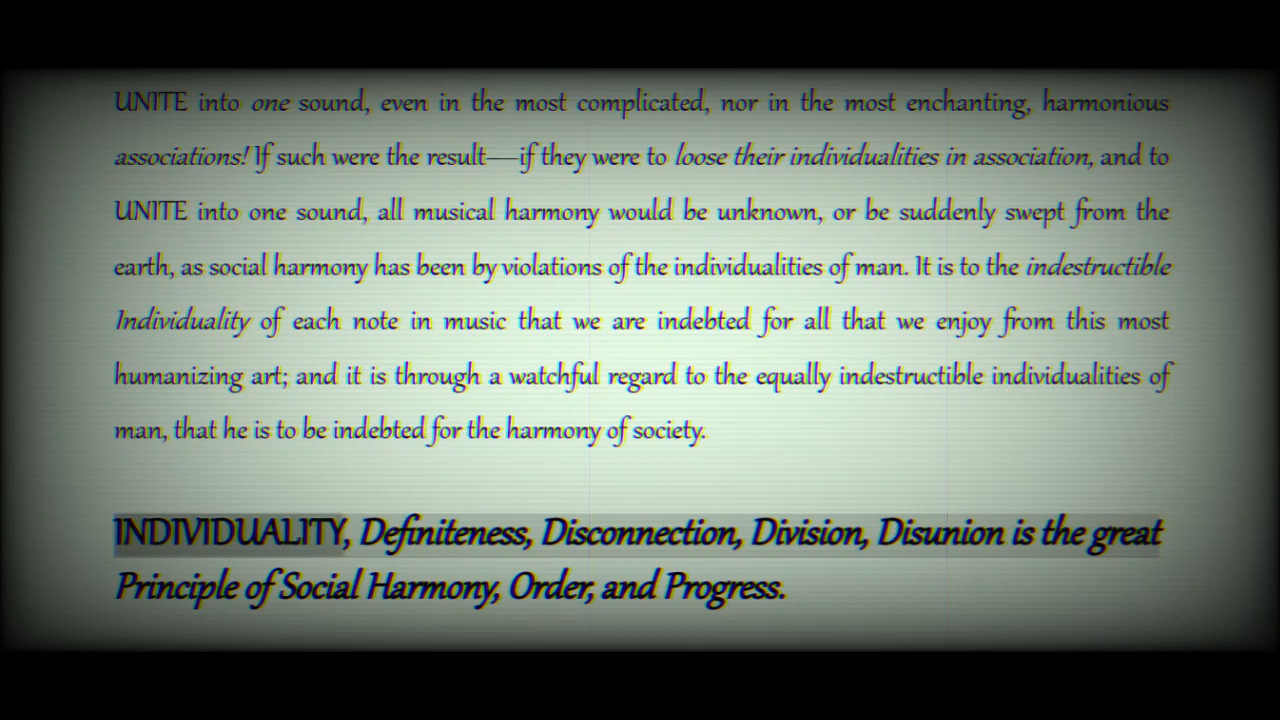 UNITE into one sound, even in the most complicated, nor in the most enchanting, harmonious
associations! If such were the result—if they were to loose their individualities in association, and to
UNITE into one sound, all musical harmony would be unknown, or be suddenly swept from the
earth, as social harmony has been by violations of the individualities of man. It is to the indestructible
Individuality of each note in music that we are indebted for all that we enjoy from this most
humanizing art; and it is through a watchful regard to the equally indestructible individualities of
man, that he is to be indebted for the harmony of society.
INDIVIDUALITY, Definiteness, Disconnection, Division, Disunion is the great
Principle of Social Harmony, Order, and Progress.